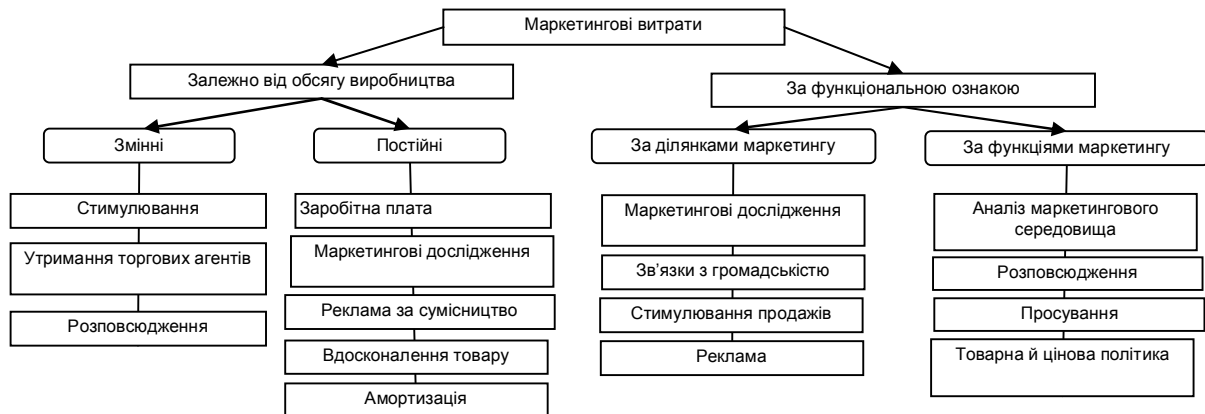 Маркетингові витрати
Залежно від обсягу виробництва
За функціональною ознакою
Змінні
Постійні
За ділянками маркетингу
За функціями маркетингу
Стимулювання
Утримання торгових агентів
Розповсюдження
Заробітна плата
Маркетингові дослідження
Реклама за сумісництво
Вдосконалення товару
Амортизація
Маркетингові дослідження
Зв’язки з громадськістю
Стимулювання продажів
Реклама
Аналіз маркетингового
середовища
Розповсюдження
Просування
Товарна й цінова політика